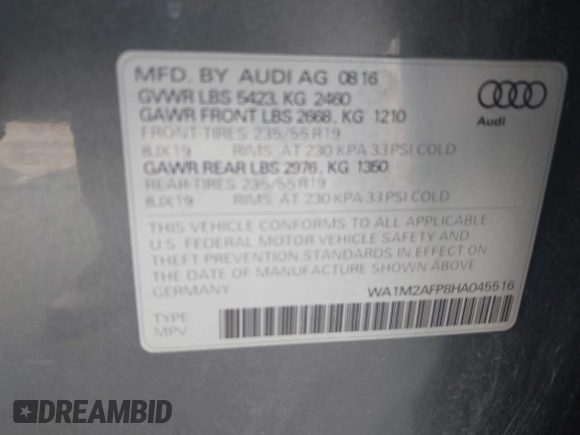 MFD. BY AUDI AG 08 16
GVWR LBS 5423, KG 2460
GAWR FRONT LBS 2668, KG 1210
FRONT-TIRES 235/55 R19
8JX19 RIMS, AT 230 KPA 33 PSI COLD
GAWR REAR LBS 2976, KG 1350
REAR-TIRES 235/55 R19
8JX19 RIMS, AT 230 KPA 33 PSI COLD
Audi
THIS VEHICLE CONFORMS TO ALL APPLICABLE
U.S. FEDERAL MOTOR VEHICLE SAFETY AND
THEFT PREVENTION STANDARDS IN EFFECT ON
THE DATE OF MANUFACTURE SHOWN ABOVE.
GERMANY WA1M2AFP8HA045516
TYPE:
MPV
DREAMBID